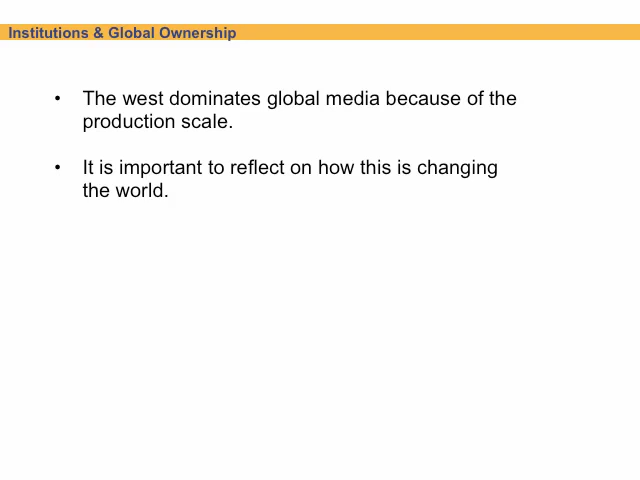 Institutions & Global Ownership
• The west dominates global media because of the
production scale.
• It is important to reflect on how this is changing
the world.